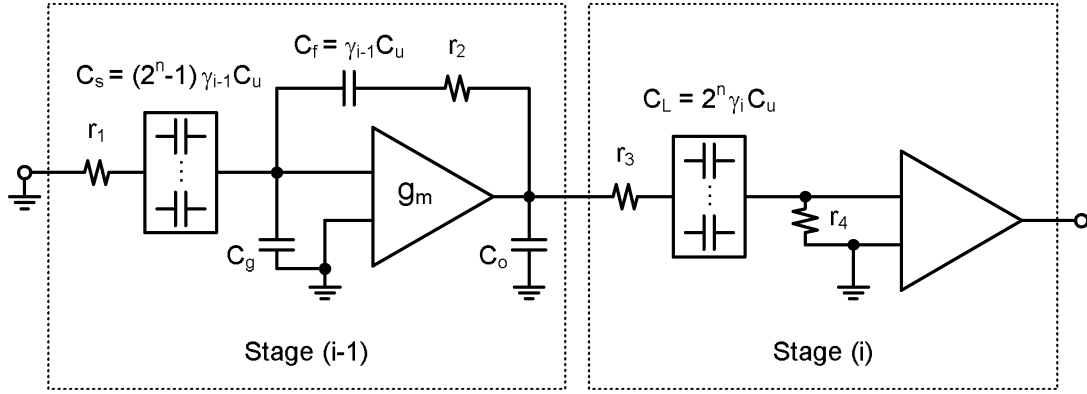 C_f = γ_{i-1}C_u
r_2
C_s = (2^n-1) γ_{i-1}C_u
C_L = 2^n γ_i C_u
r_1
r_3
g_m
r_4
C_g
C_o
Stage (i-1)
Stage (i)